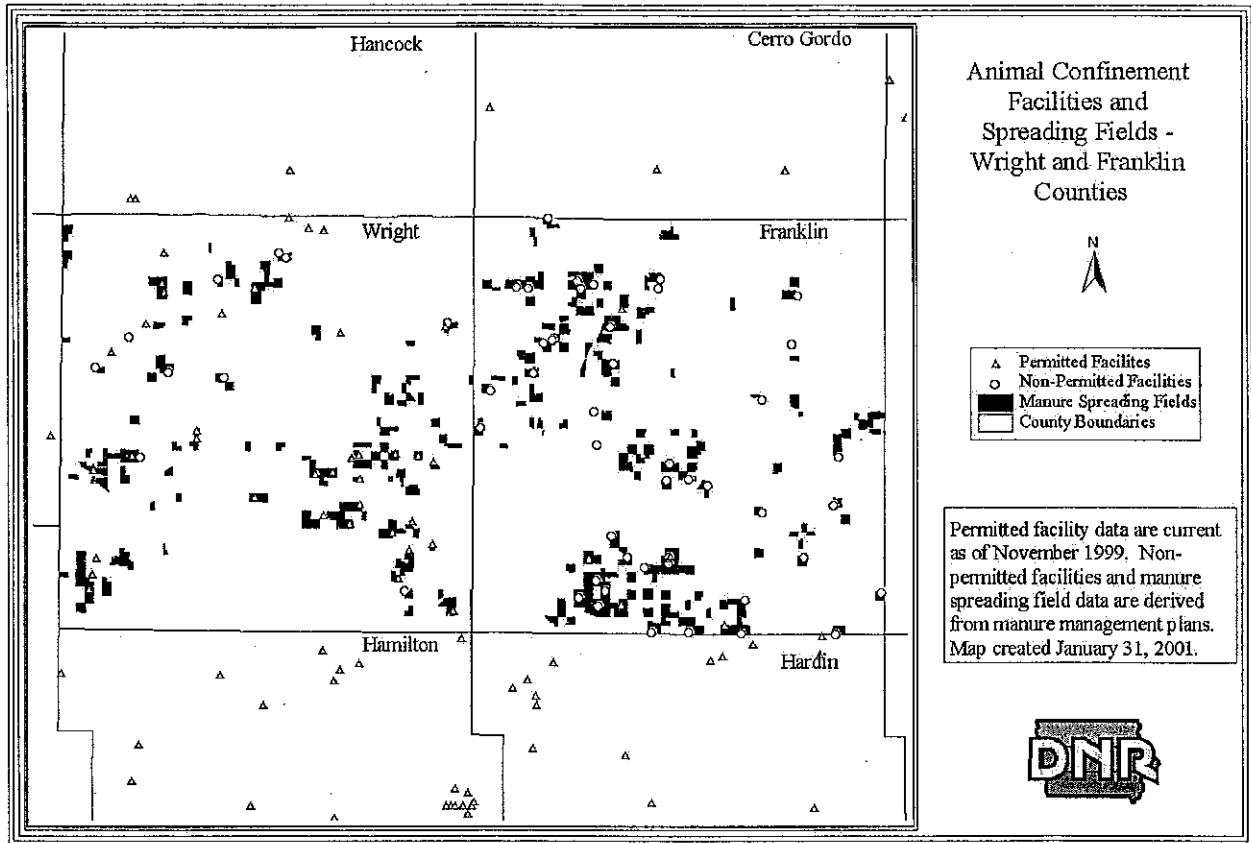 Hancock
Cerro Gordo
Wright
Franklin
Hamilton
Hardin
Animal Confinement
Facilities and
Spreading Fields -
Wright and Franklin
Counties
N
Permitted Facilites
Non-Permitted Facilities
Manure Spreading Fields
County Boundaries
Permitted facility data are current
as of November 1999. Non-
permitted facilities and manure
spreading field data are derived
from manure management plans.
Map created January 31, 2001.
DNR